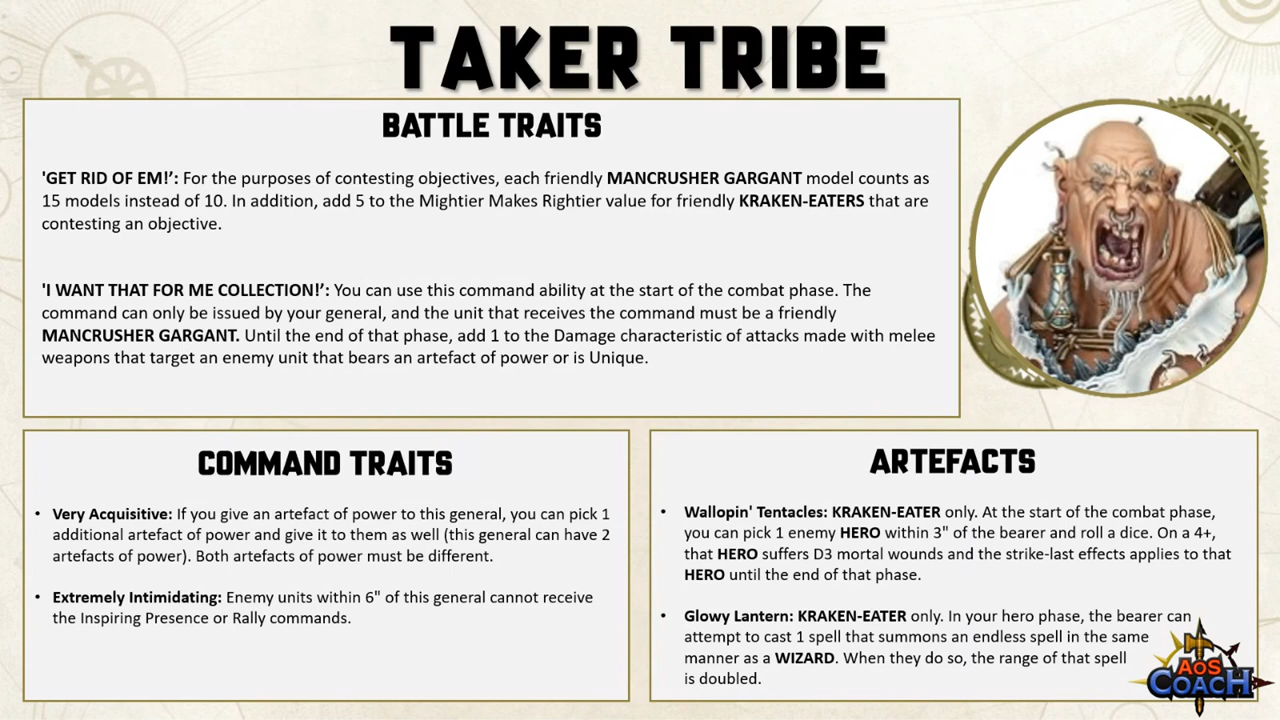 TAKER TRIBE
BATTLE TRAITS
'GET RID OF EM!’: For the purposes of contesting objectives, each friendly MANCRUSHER GARGANT model counts as
15 models instead of 10. In addition, add 5 to the Mightier Makes Rightier value for friendly KRAKEN-EATERS that are
contesting an objective.
'I WANT THAT FOR ME COLLECTION!’: You can use this command ability at the start of the combat phase. The
command can only be issued by your general, and the unit that receives the command must be a friendly
MANCRUSHER GARGANT. Until the end of that phase, add 1 to the Damage characteristic of attacks made with melee
weapons that target an enemy unit that bears an artefact of power or is Unique.
COMMAND TRAITS
• Very Acquisitive: If you give an artefact of power to this general, you can pick 1
additional artefact of power and give it to them as well (this general can have 2
artefacts of power). Both artefacts of power must be different.
• Extremely Intimidating: Enemy units within 6" of this general cannot receive
the Inspiring Presence or Rally commands.
ARTEFACTS
• Wallopin' Tentacles: KRAKEN-EATER only. At the start of the combat phase,
you can pick 1 enemy HERO within 3" of the bearer and roll a dice. On a 4+,
that HERO suffers D3 mortal wounds and the strike-last effects applies to that
HERO until the end of that phase.
• Glowy Lantern: KRAKEN-EATER only. In your hero phase, the bearer can
attempt to cast 1 spell that summons an endless spell in the same
manner as a WIZARD. When they do so, the range of that spell
is doubled.
AoS
COACH